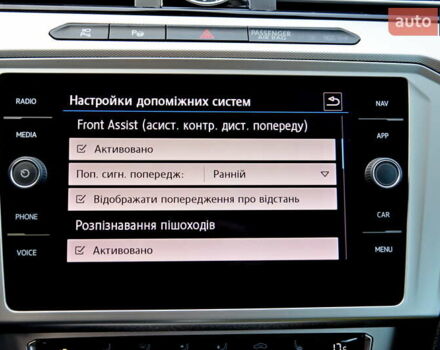 auto
PASSENGER
AIR BAG
RADIO
MEDIA
PHONE
VOICE
Настройки допоміжних систем
Front Assist (асист. контр. дист. попереду)
Активовано
Поп. сигн. попередж: Ранній
Відображати попередження про відстань
Розпізнавання пішоходів
Активовано
NAV
APP
CAR
MENU